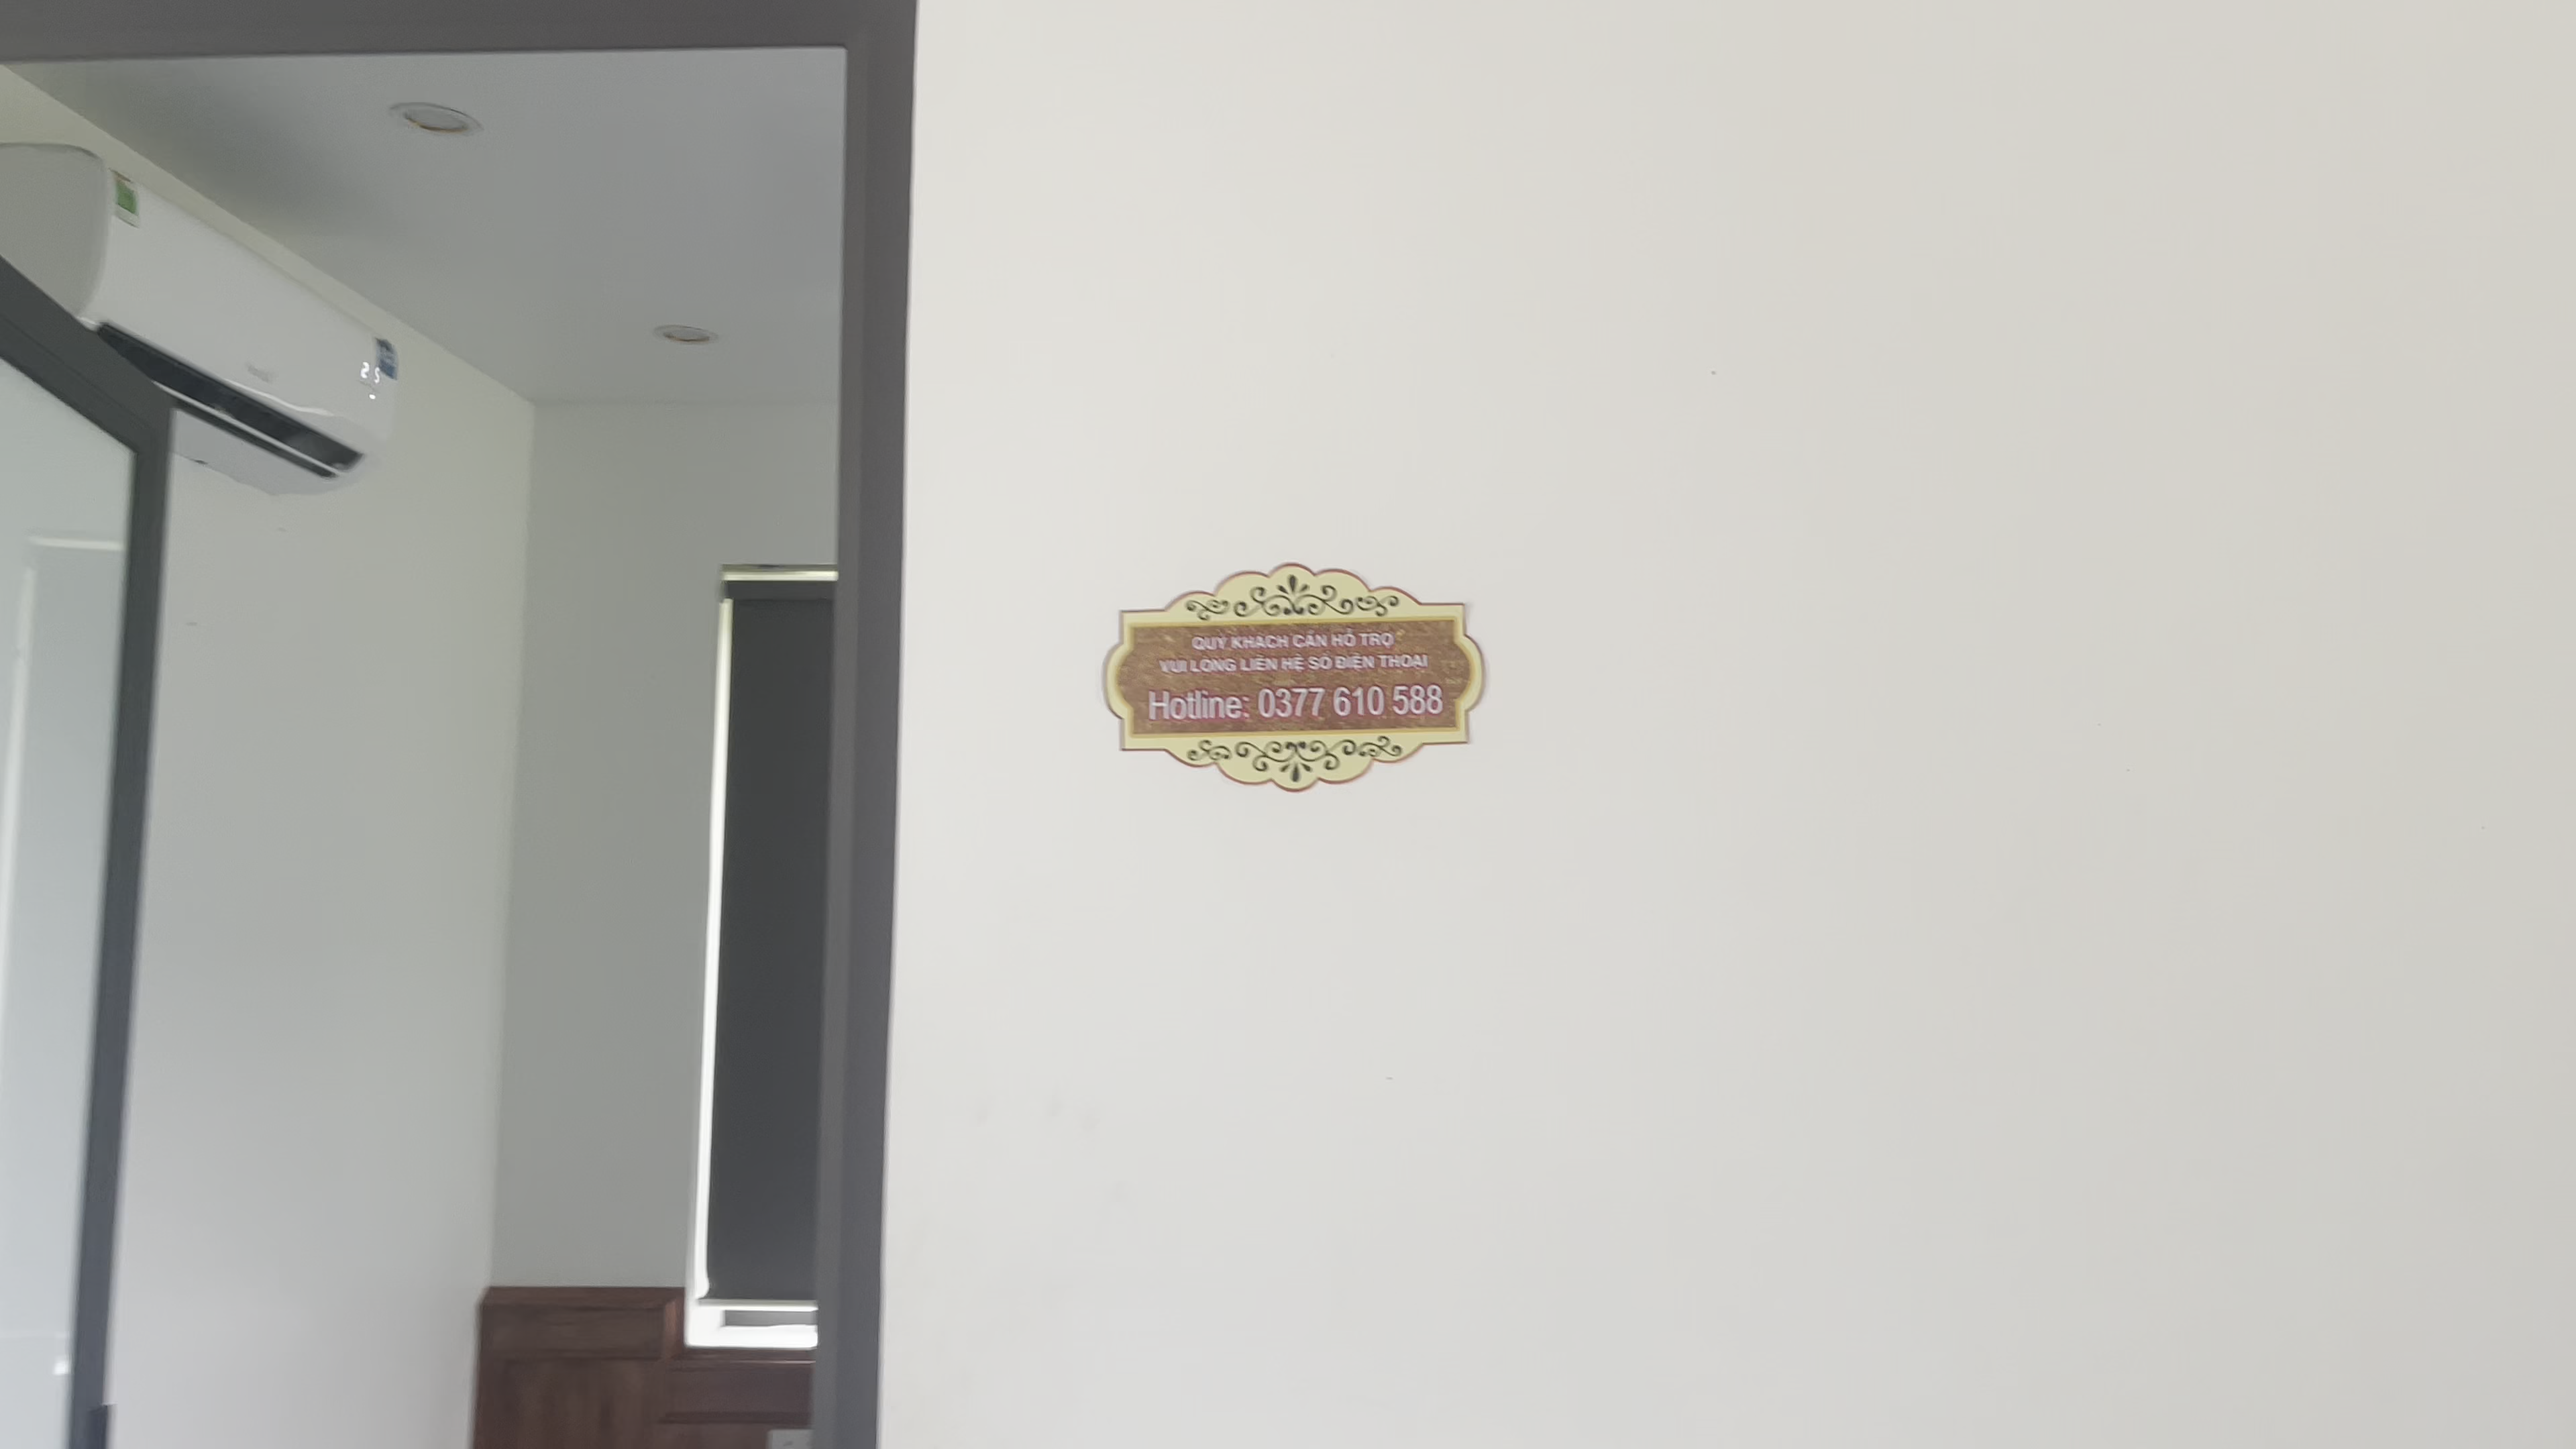 QUÝ KHÁCH CẦN HỖ TRỢ
VUI LÒNG LIÊN HỆ SỐ ĐIỆN THOẠI
Hotline: 0377 610 588